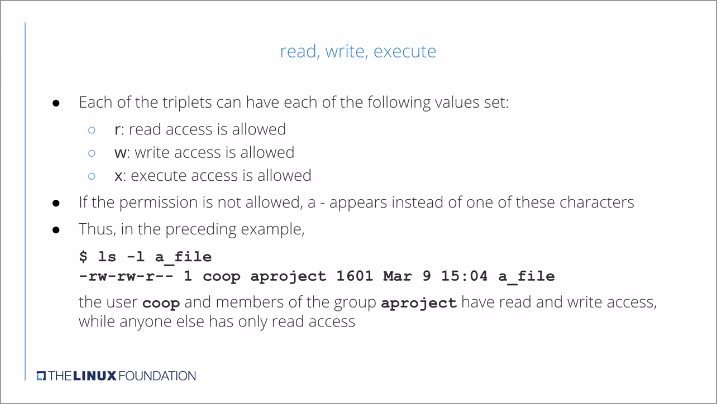 read, write, execute
● Each of the triplets can have each of the following values set:
○ r: read access is allowed
○ w: write access is allowed
○ x: execute access is allowed
● If the permission is not allowed, a - appears instead of one of these characters
● Thus, in the preceding example,
$ ls -l a_file
-rw-rw-r-- 1 coop aproject 1601 Mar 9 15:04 a_file
the user coop and members of the group aproject have read and write access,
while anyone else has only read access
THE LINUX FOUNDATION